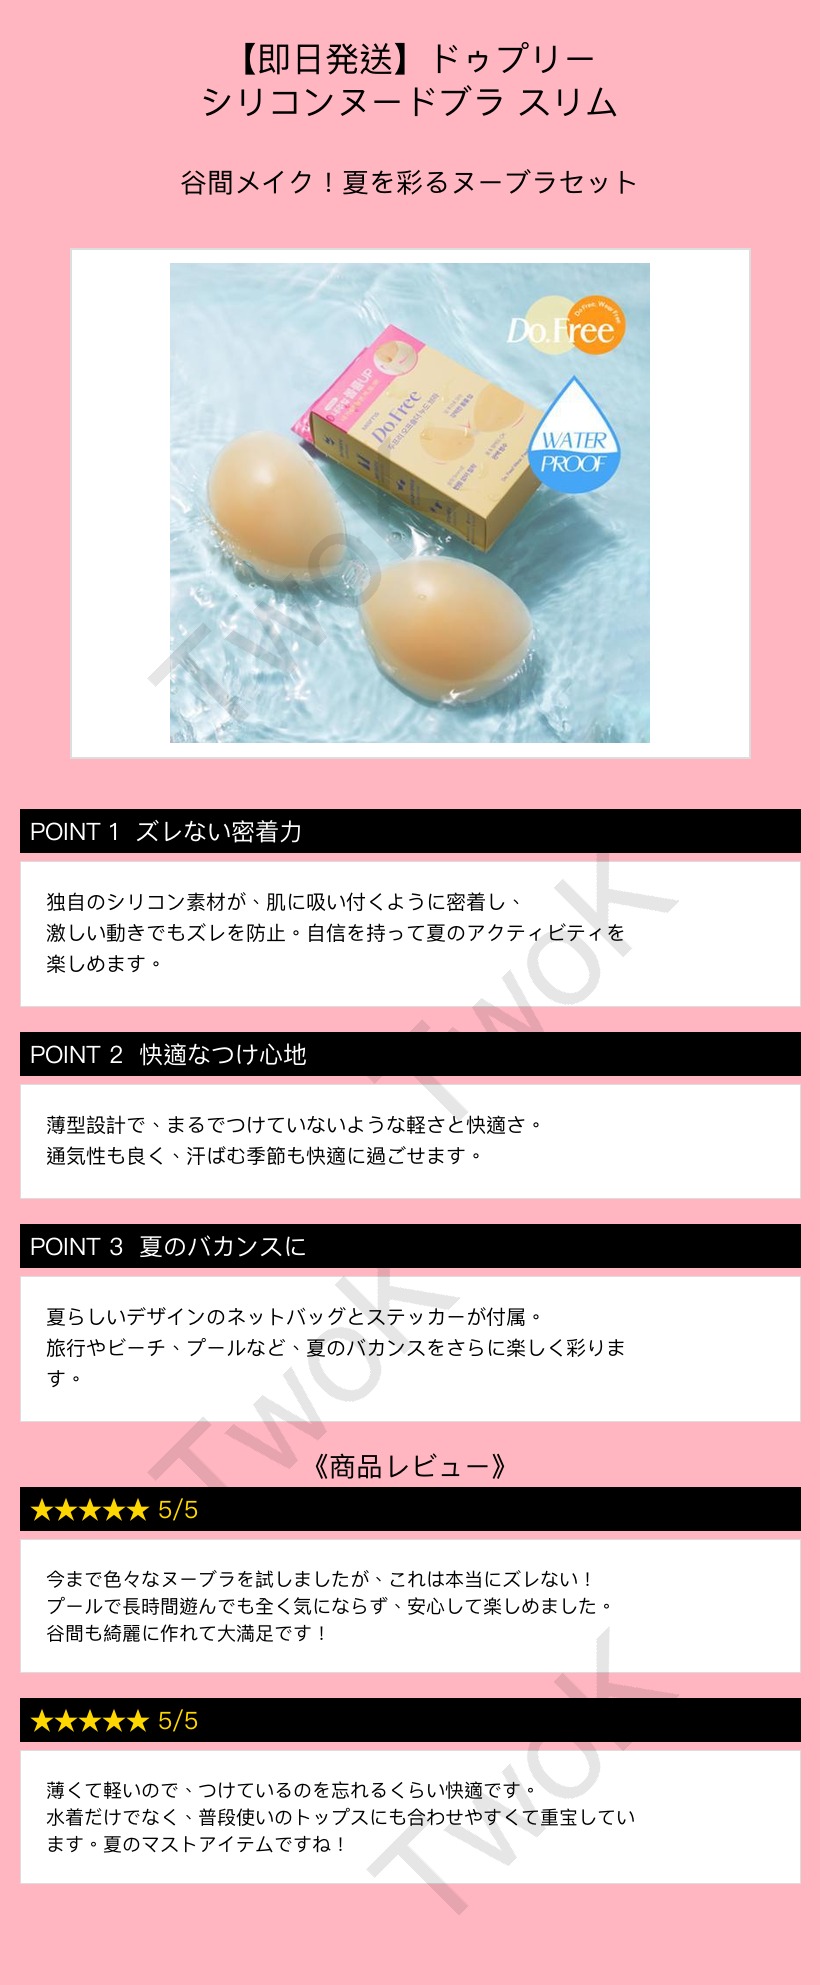 【即日発送】ドゥプリー
シリコンヌードブラ スリム
谷間メイク！夏を彩るヌーブラセット
Do.Free, Wear Free
Do.Free
볼륨UP
Do.Free
WATER
PROOF
TwoK
POINT 1 ズレない密着力
独自のシリコン素材が、肌に吸い付くように密着し、
激しい動きでもズレを防止。自信を持って夏のアクティビティを
楽しめます。
TwoK
POINT 2 快適なつけ心地
薄型設計で、まるでつけていないような軽さと快適さ。
通気性も良く、汗ばむ季節も快適に過ごせます。
POINT 3 夏のバカンスに
夏らしいデザインのネットバッグとステッカーが付属。
旅行やビーチ、プールなど、夏のバカンスをさらに楽しく彩りま
す。
TwoK
《商品レビュー》
★★★★★ 5/5
今まで色々なヌーブラを試しましたが、これは本当にズレない！
プールで長時間遊んでも全く気にならず、安心して楽しめました。
谷間も綺麗に作れて大満足です！
★★★★★ 5/5
薄くて軽いので、つけているのを忘れるくらい快適です。
水着だけでなく、普段使いのトップスにも合わせやすくて重宝してい
ます。夏のマストアイテムですね！
TwoK